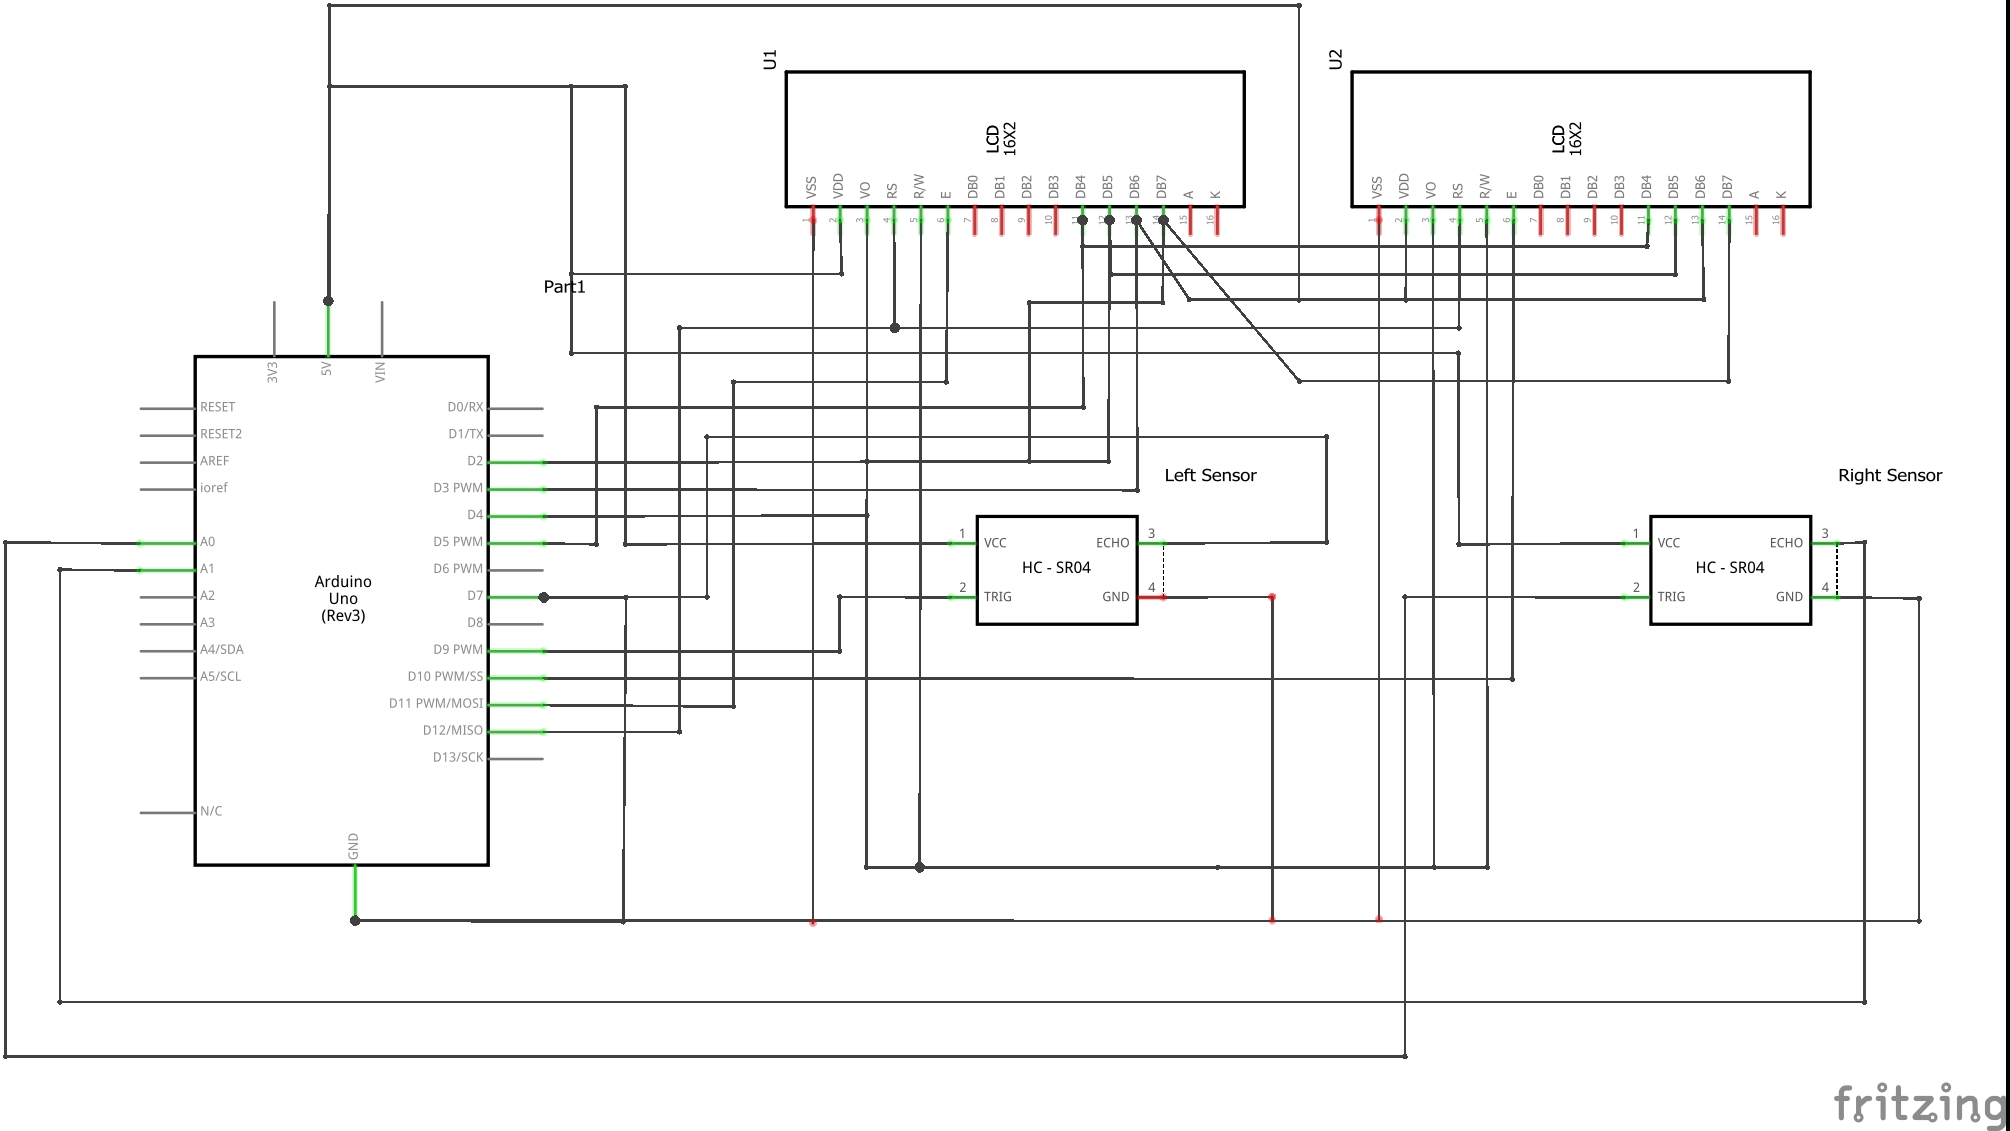 U1
LCD
16X2
VSS
VDD
VO
RS
R/W
E
DB0
DB1
DB2
DB3
DB4
DB5
DB6
DB7
A
K
1
2
3
4
5
6
7
8
9
10
11
12
13
14
15
16
U2
LCD
16X2
VSS
VDD
VO
RS
R/W
E
DB0
DB1
DB2
DB3
DB4
DB5
DB6
DB7
A
K
1
2
3
4
5
6
7
8
9
10
11
12
13
14
15
16
Part1
3V3
5V
VIN
RESET
RESET2
AREF
ioref
A0
A1
A2
A3
A4/SDA
A5/SCL
N/C
Arduino
Uno
(Rev3)
D0/RX
D1/TX
D2
D3 PWM
D4
D5 PWM
D6 PWM
D7
D8
D9 PWM
D10 PWM/SS
D11 PWM/MOSI
D12/MISO
D13/SCK
GND
Left Sensor
1
VCC
ECHO
3
HC - SR04
2
TRIG
GND
4
Right Sensor
1
VCC
ECHO
3
HC - SR04
2
TRIG
GND
4
fritzing